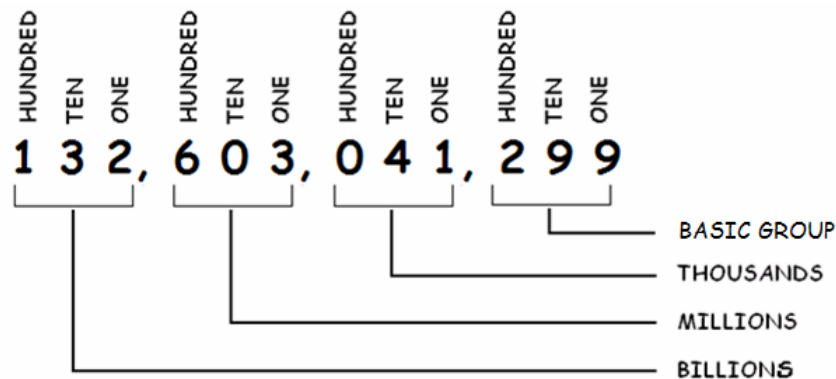 HUNDRED TEN ONE HUNDRED TEN ONE HUNDRED TEN ONE HUNDRED TEN ONE
1 3 2, 6 0 3, 0 4 1, 2 9 9
BASIC GROUP
THOUSANDS
MILLIONS
BILLIONS